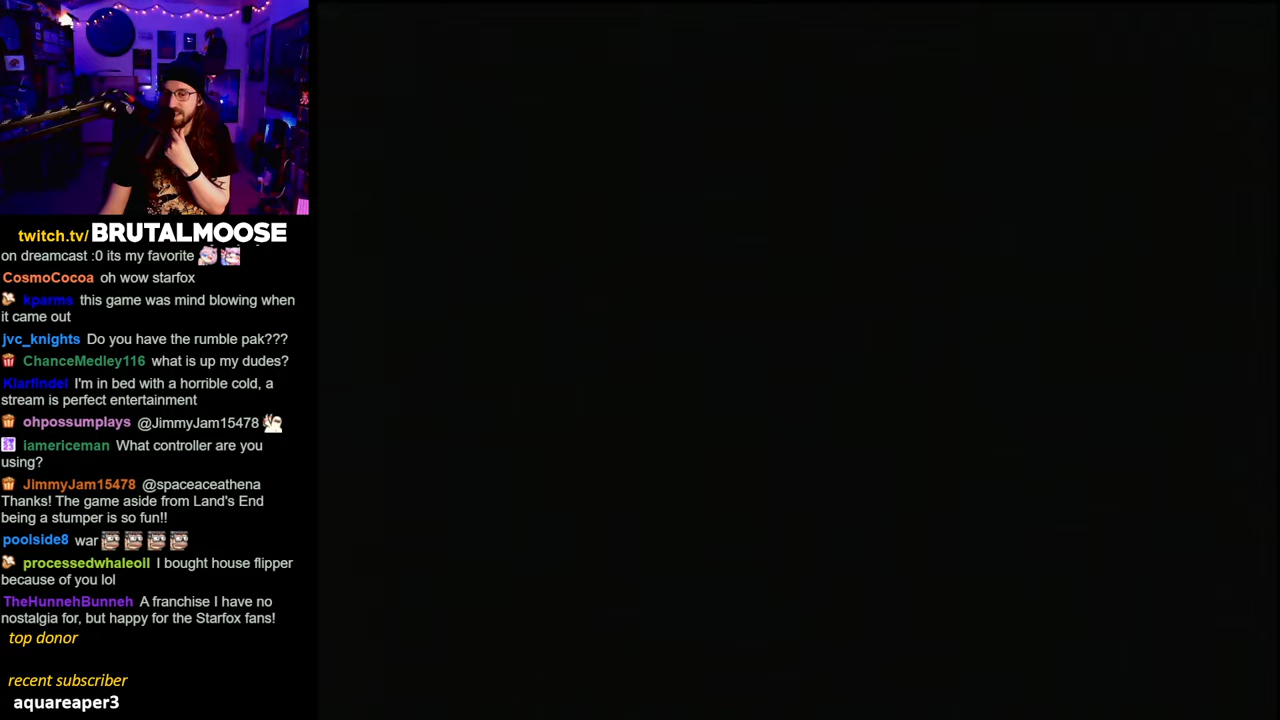 twitch.tv/BRUTALMOOSE
on dreamcast :0 its my favorite
CosmoCocoa oh wow starfox
kparms this game was mind blowing when
it came out
jvc_knights Do you have the rumble pak???
ChanceMedley116 what is up my dudes?
Klarfindel I'm in bed with a horrible cold, a
stream is perfect entertainment
ohpossumplays @JimmyJam15478
iamericeman What controller are you
using?
JimmyJam15478 @spaceaceathena
Thanks! The game aside from Land's End
being a stumper is so fun!!
poolside8 war
processedwhaleoil I bought house flipper
because of you lol
TheHunnehBunneh A franchise I have no
nostalgia for, but happy for the Starfox fans!
top donor
recent subscriber
aquareaper3